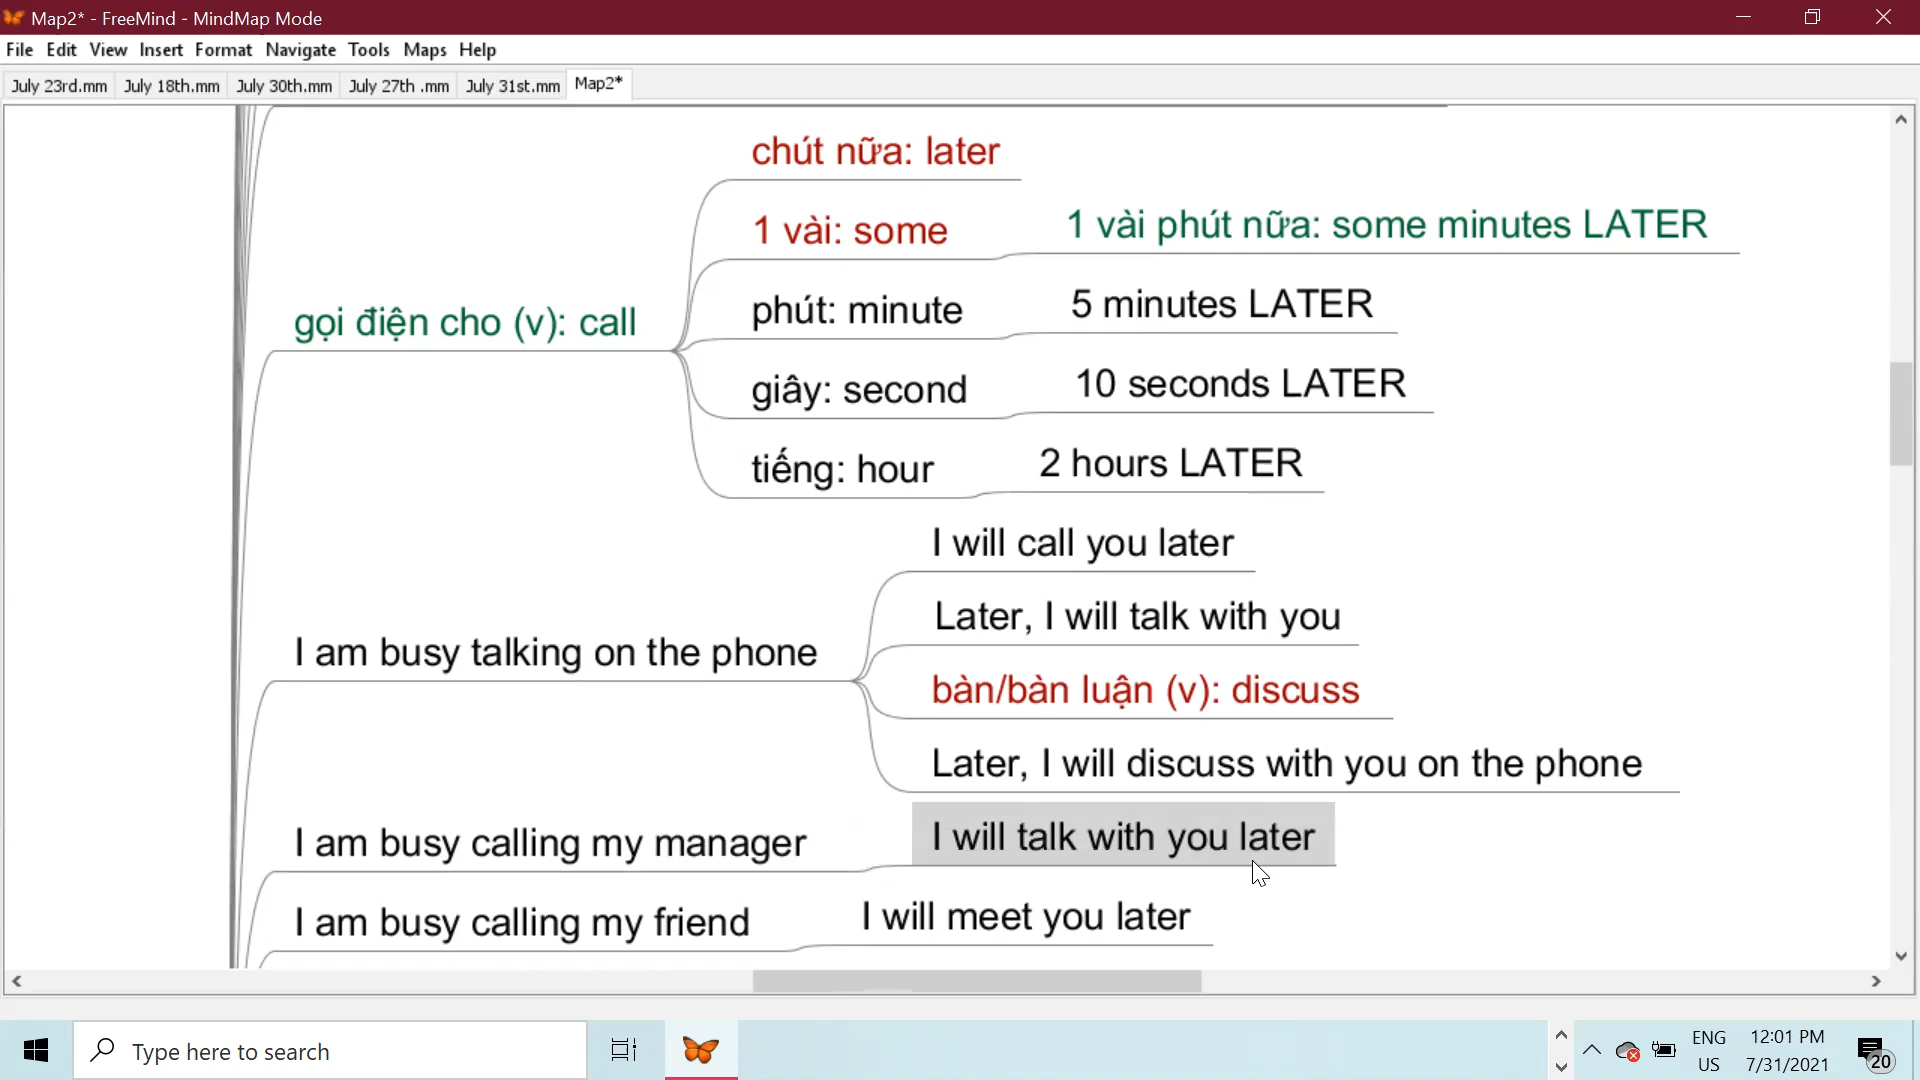 Map2* - FreeMind - MindMap Mode
File Edit View Insert Format Navigate Tools Maps Help
July 23rd.mm July 18th.mm July 30th.mm July 27th .mm July 31st.mm Map2*
chút nữa: later
1 vài: some
1 vài phút nữa: some minutes LATER
gọi điện cho (v): call
phút: minute
5 minutes LATER
giây: second
10 seconds LATER
tiếng: hour
2 hours LATER
I will call you later
Later, I will talk with you
I am busy talking on the phone
bàn/bàn luận (v): discuss
Later, I will discuss with you on the phone
I am busy calling my manager
I will talk with you later
I am busy calling my friend
I will meet you later
Type here to search
ENG
US
12:01 PM
7/31/2021
20